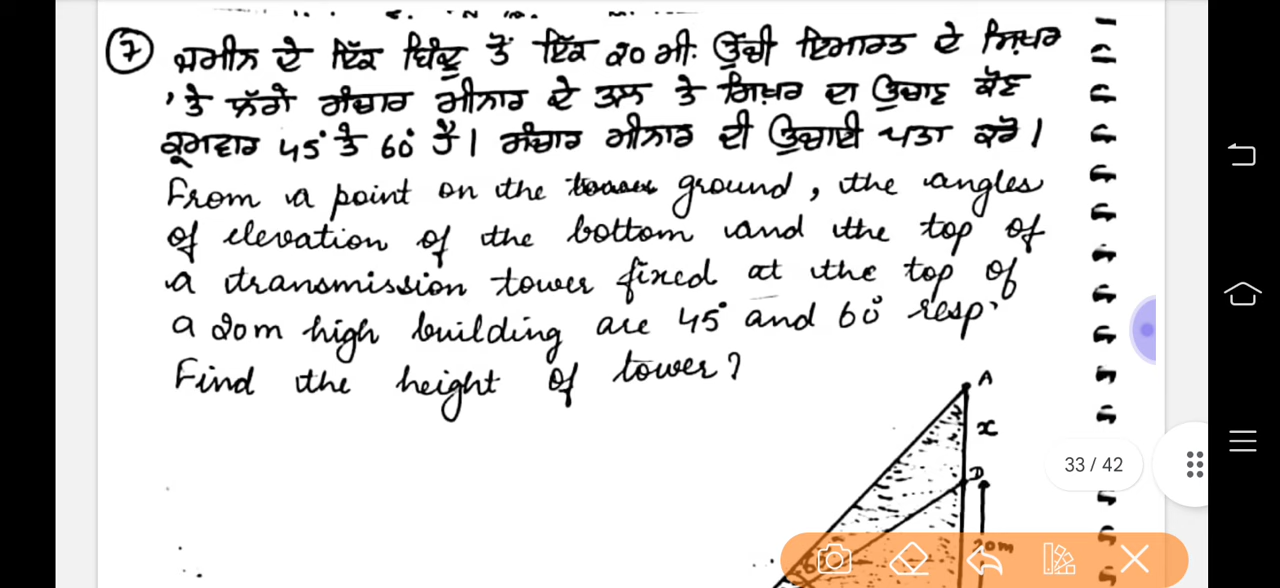 7 ਜ਼ਮੀਨ ਦੇ ਇੱਕ ਬਿੰਦੂ ਤੋਂ ਇੱਕ 20 ਮੀ. ਉੱਚੀ ਇਮਾਰਤ ਦੇ ਸਿਖ਼ਰ
'ਤੇ ਲੱਗੇ ਸੰਚਾਰ ਮੀਨਾਰ ਦੇ ਤਲ ਤੇ ਸਿਖ਼ਰ ਦਾ ਉਚਾਣ ਕੋਣ
ਕ੍ਰਮਵਾਰ 45° ਤੇ 60° ਹੈ। ਸੰਚਾਰ ਮੀਨਾਰ ਦੀ ਉਚਾਈ ਪਤਾ ਕਰੋ।
From a point on the ground, the angles
of elevation of the bottom and the top of
a transmission tower fixed at the top of
a 20m high building are 45° and 60° resp.
Find the height of tower?
A
x
D
33 / 42
20m